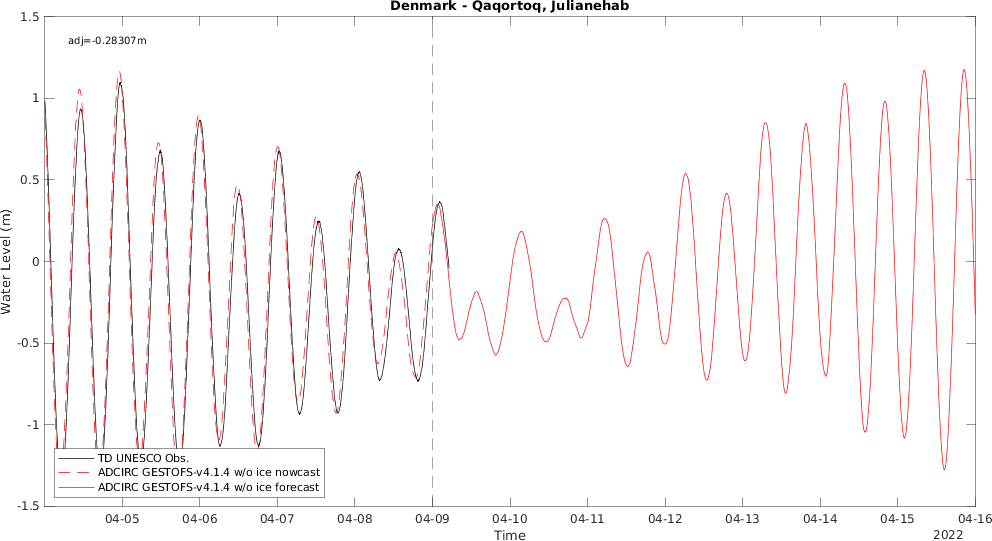 Denmark - Qaqortoq, Julianehab
adj=-0.28307m
1.5
1
0.5
0
-0.5
-1
-1.5
Water Level (m)
TD UNESCO Obs.
ADCIRC GESTOFS-v4.1.4 w/o ice nowcast
ADCIRC GESTOFS-v4.1.4 w/o ice forecast
04-05 04-06 04-07 04-08 04-09 04-10 04-11 04-12 04-13 04-14 04-15 04-16
Time
2022